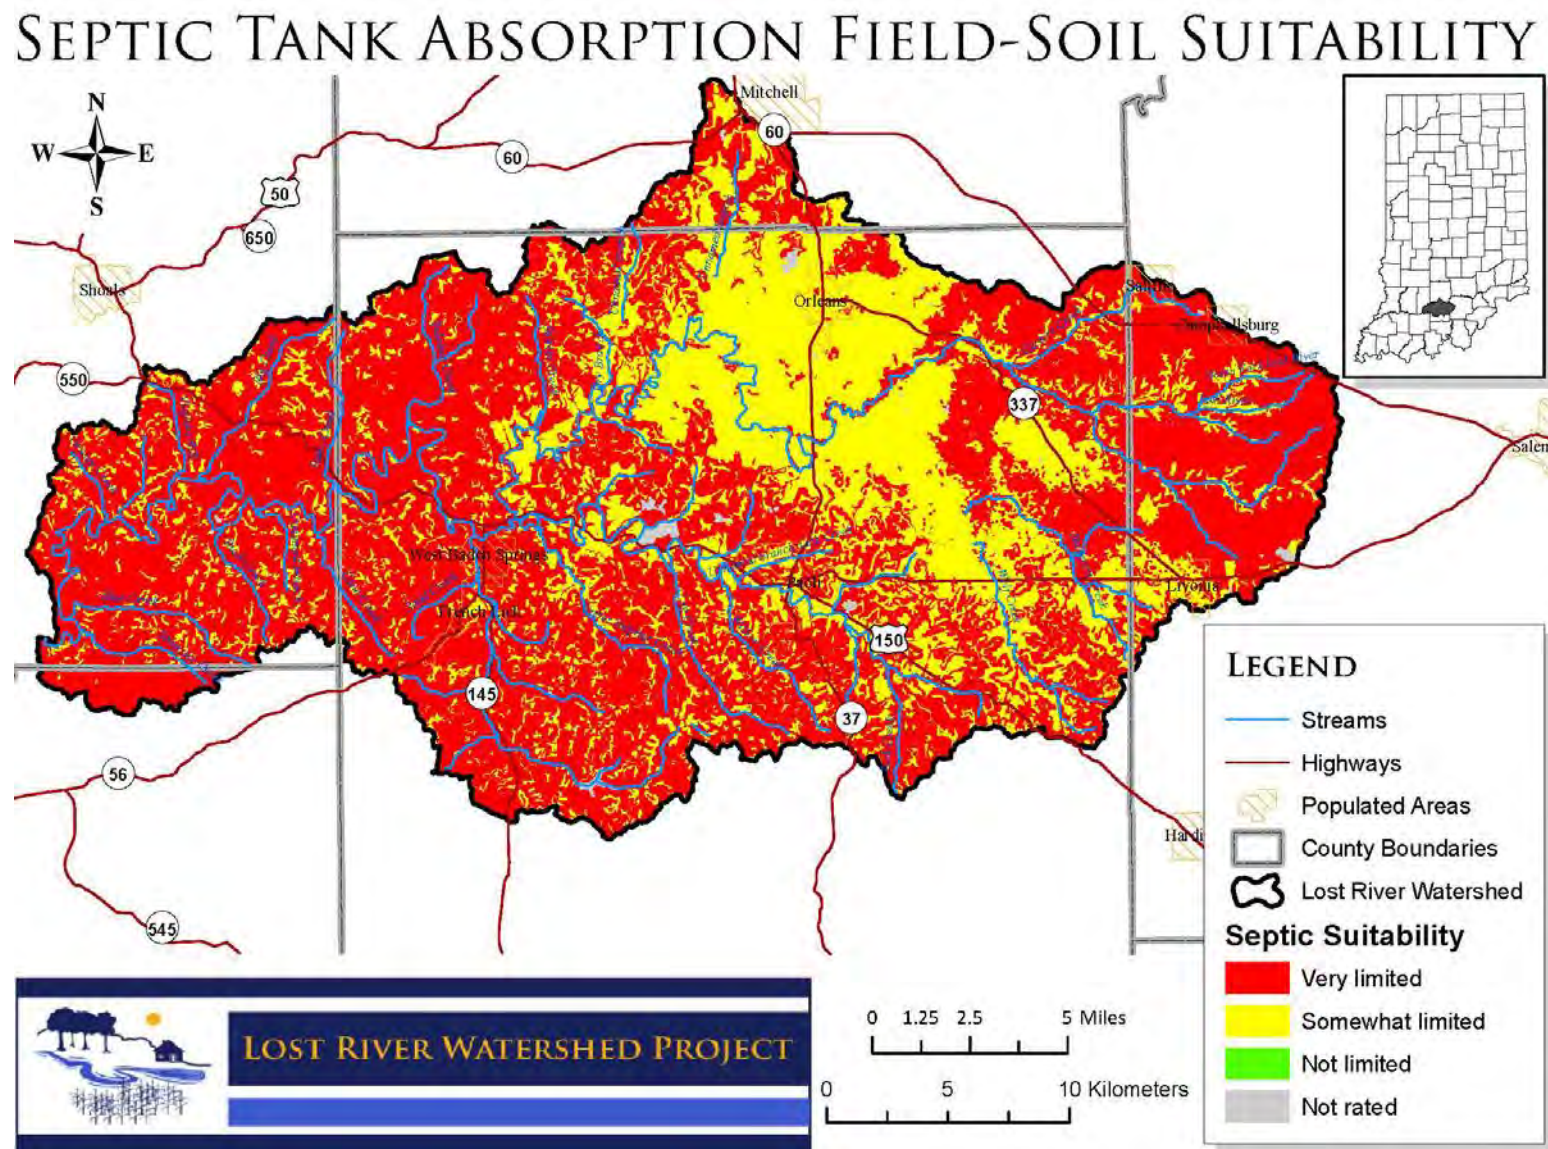 SEPTIC TANK ABSORPTION FIELD-SOIL SUITABILITY
N
W E
S
Mitchell
60
60
50
650
Shoals
Orleans
Campbellsburg
550
337
Salem
West Baden Springs
French Lick
Paoli
Livonia
150
145
37
56
545
LEGEND
Streams
Highways
Populated Areas
County Boundaries
Lost River Watershed
Septic Suitability
Very limited
Somewhat limited
Not limited
Not rated
LOST RIVER WATERSHED PROJECT
0 1.25 2.5 5 Miles
0 5 10 Kilometers